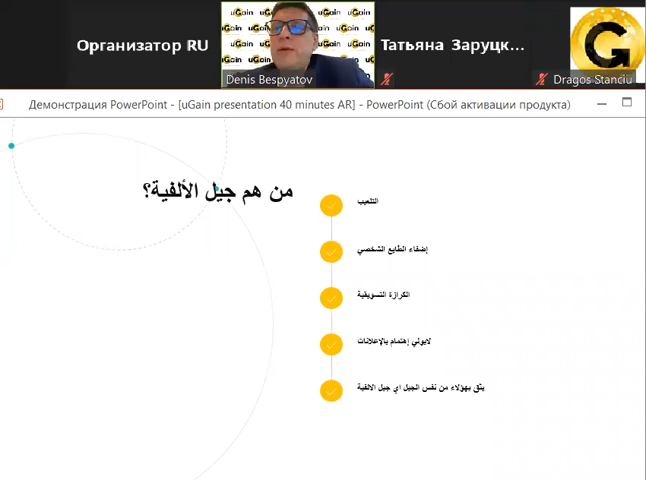 Организатор RU
uGain
Denis Bespyatov
Татьяна Заруцк...
G
Dragos Stanciu
Демонстрация PowerPoint - [uGain presentation 40 minutes AR] - PowerPoint (Сбой активации продукта)
من هم جيل الألفية؟
التلعيب
إضفاء الطابع الشخصي
الكرازة التسويقية
لايولي إهتمام بالإعلانات
يثق بهؤلاء من نفس الجيل اي جيل الالفية